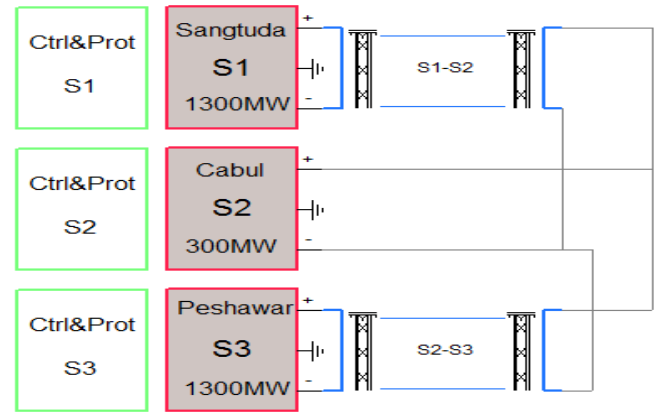 Ctrl&Prot
S1
Sangtuda
S1
1300MW
+
-
S1-S2
Ctrl&Prot
S2
Cabul
S2
300MW
+
-
Ctrl&Prot
S3
Peshawar
S3
1300MW
+
-
S2-S3